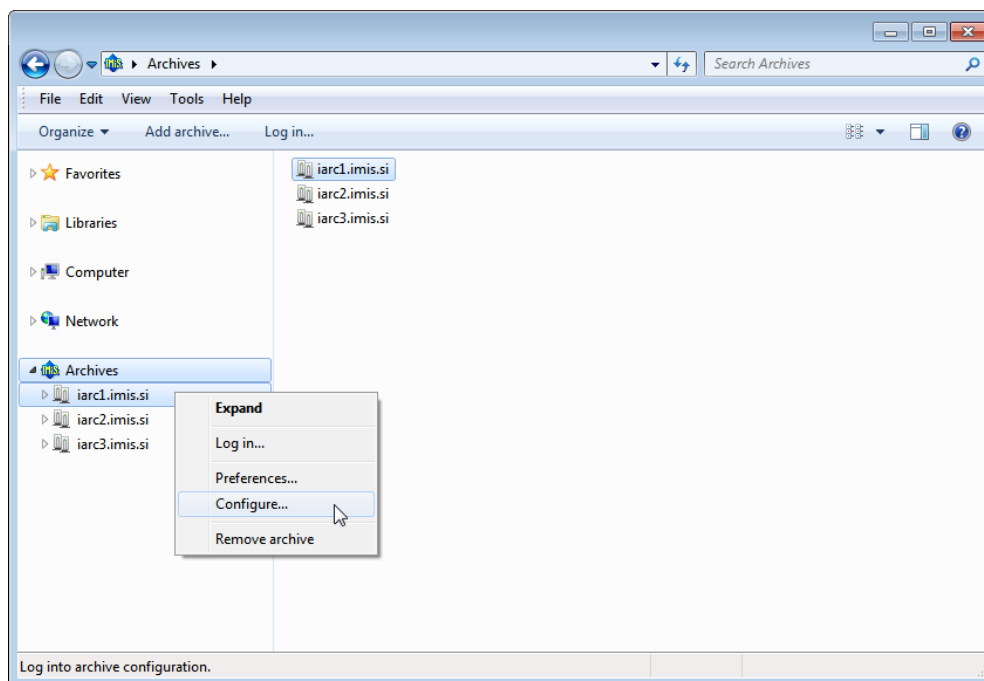 Archives
Search Archives
File Edit View Tools Help
Organize Add archive... Log in...
Favorites
Libraries
Computer
Network
Archives
iarc1.imis.si
iarc2.imis.si
iarc3.imis.si
iarc1.imis.si
iarc2.imis.si
iarc3.imis.si
Expand
Log in...
Preferences...
Configure...
Remove archive
Log into archive configuration.